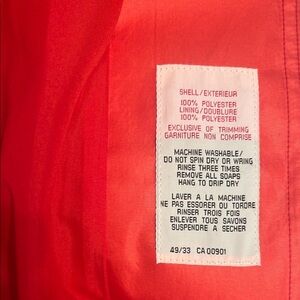 SHELL/EXTERIEUR
100% POLYESTER
LINING/DOUBLURE
100% POLYESTER
EXCLUSIVE OF TRIMMING
GARNITURE NON COMPRISE
MACHINE WASHABLE/
DO NOT SPIN DRY OR WRING
RINSE THREE TIMES
REMOVE ALL SOAPS
HANG TO DRIP DRY
LAVER A LA MACHINE
NE PAS ESSORER OU TORDRE
RINSER TROIS FOIS
ENLEVER TOUS SAVONS
SUSPENDRE A SECHER
49/33 CA00901